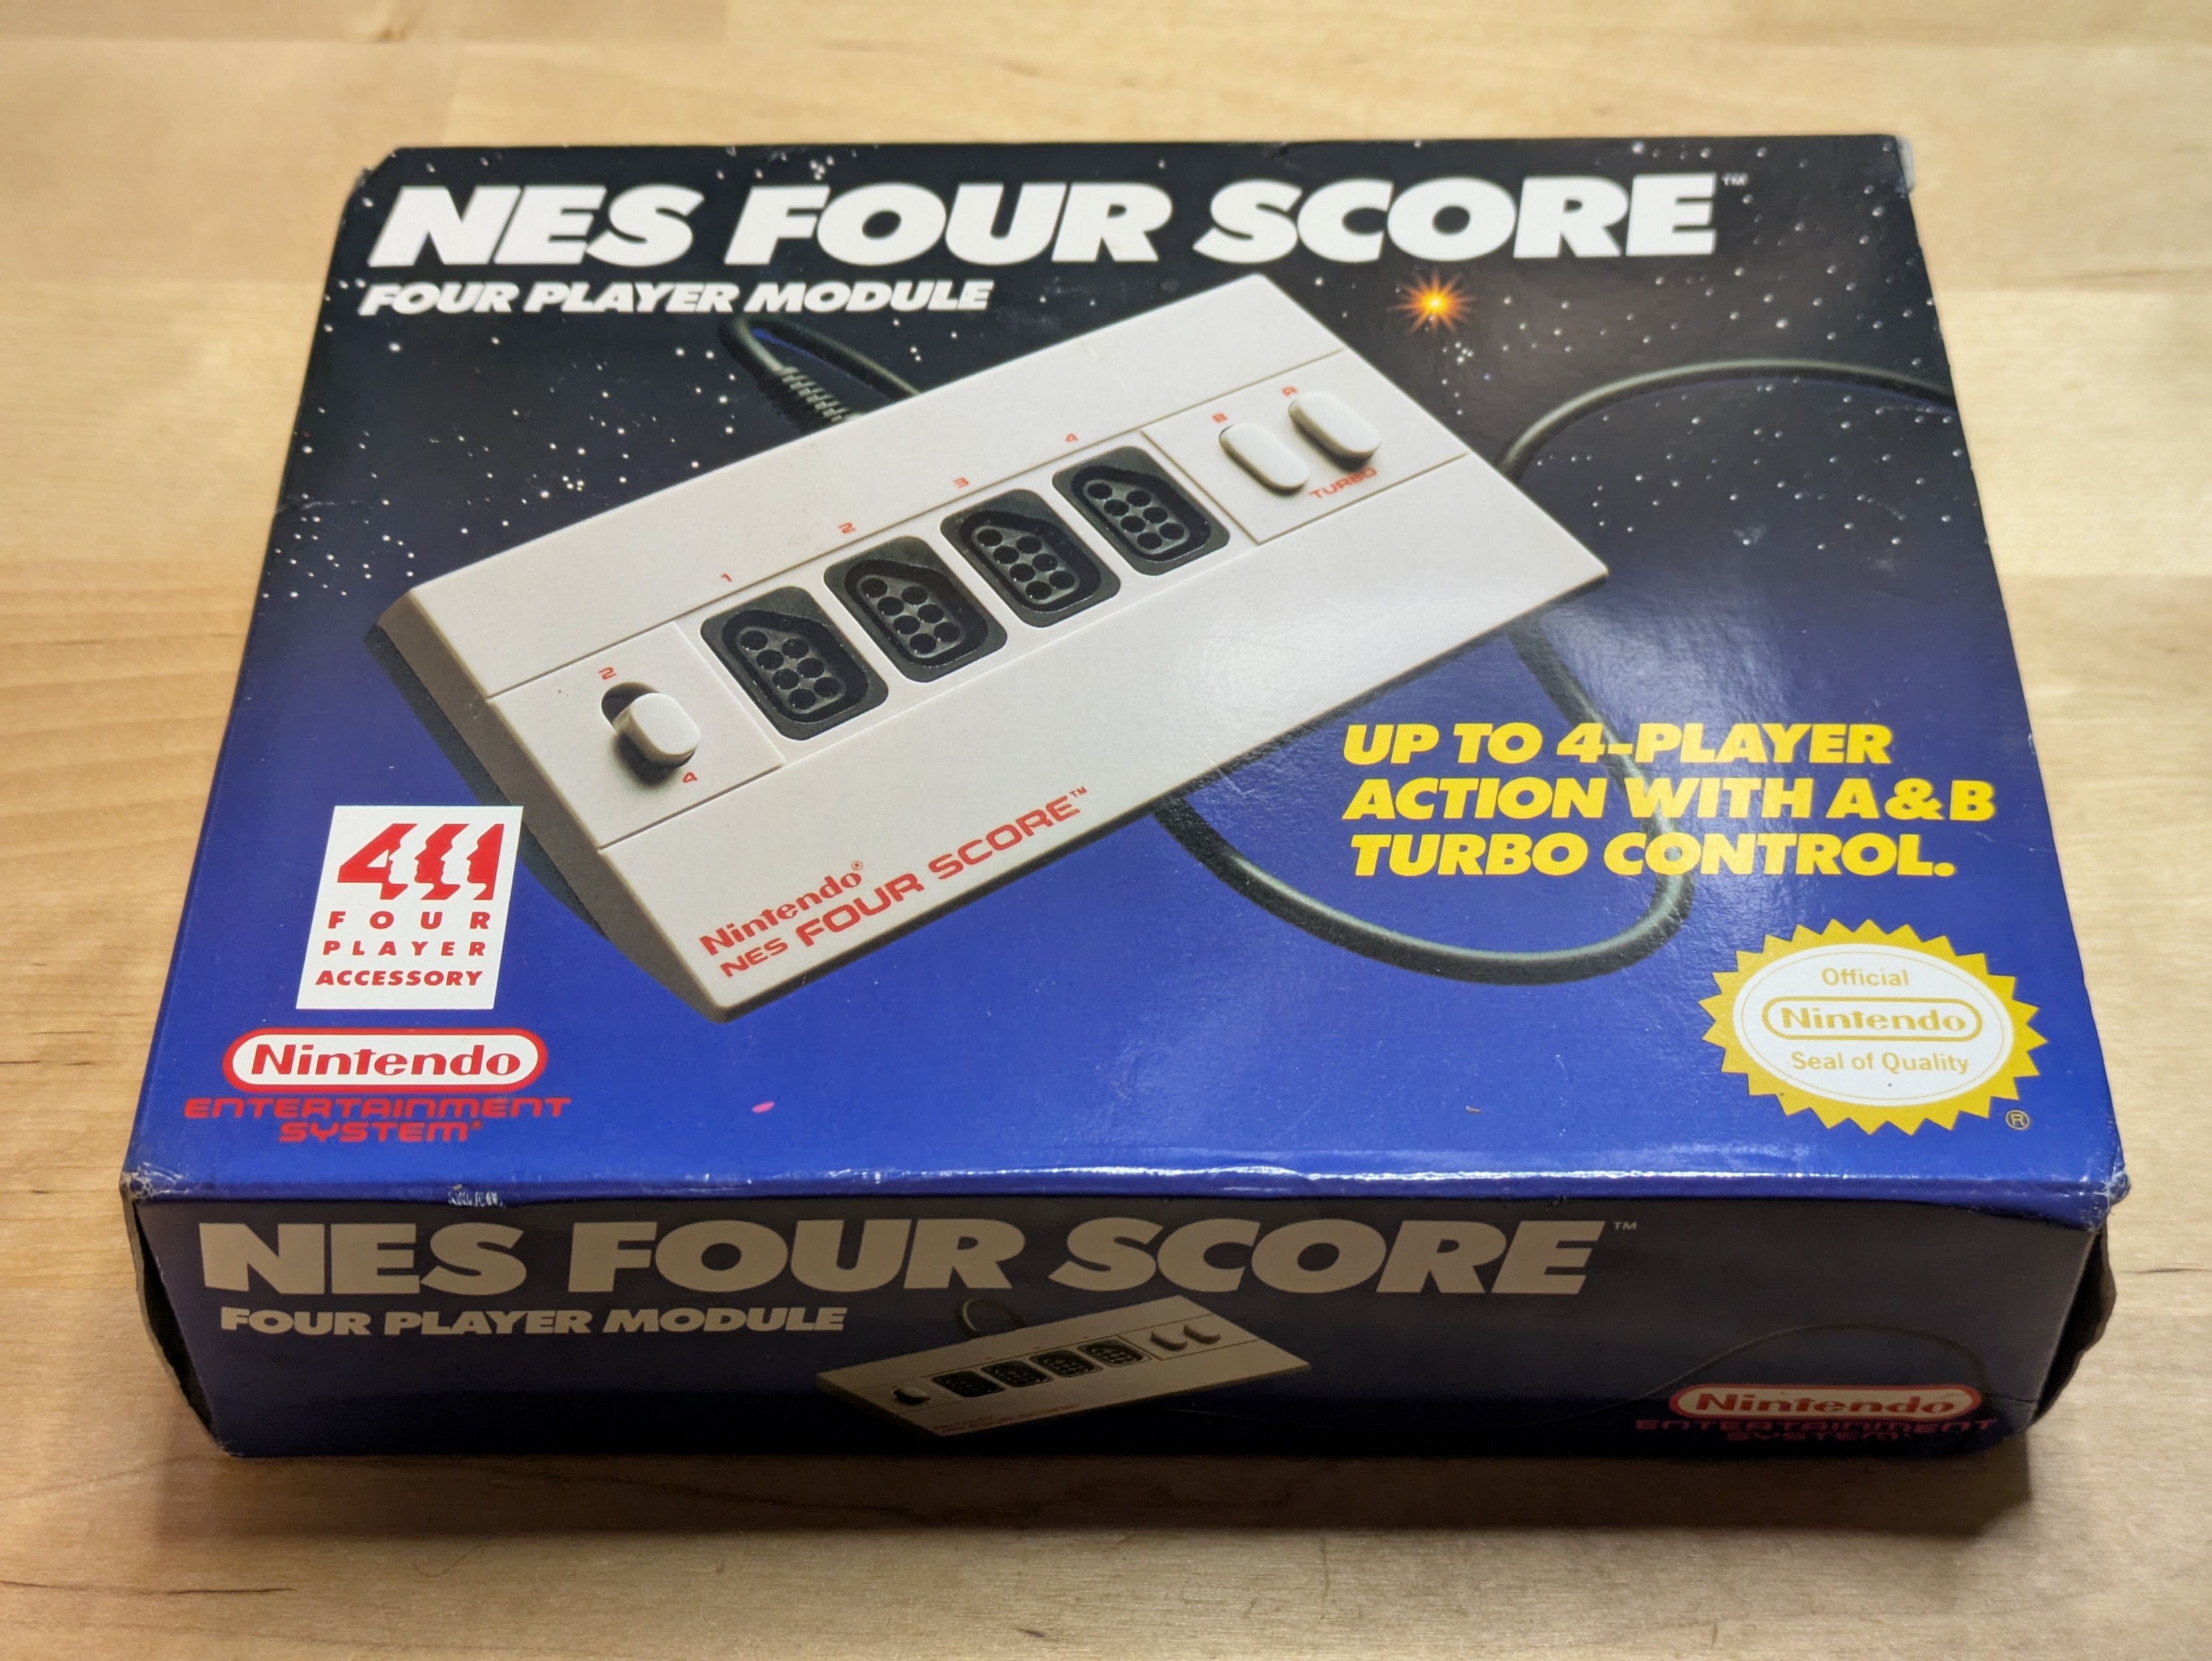 NES FOUR SCORE™
FOUR PLAYER MODULE
A
B
TURBO
4
3
2
1
2
4
Nintendo®
NES FOUR SCORE™
UP TO 4-PLAYER
ACTION WITH A & B
TURBO CONTROL.
4
FOUR
PLAYER
ACCESSORY
Nintendo
ENTERTAINMENT
SYSTEM®
Official
Nintendo
Seal of Quality
®
NES FOUR SCORE™
FOUR PLAYER MODULE
Nintendo
ENTERTAINMENT
SYSTEM